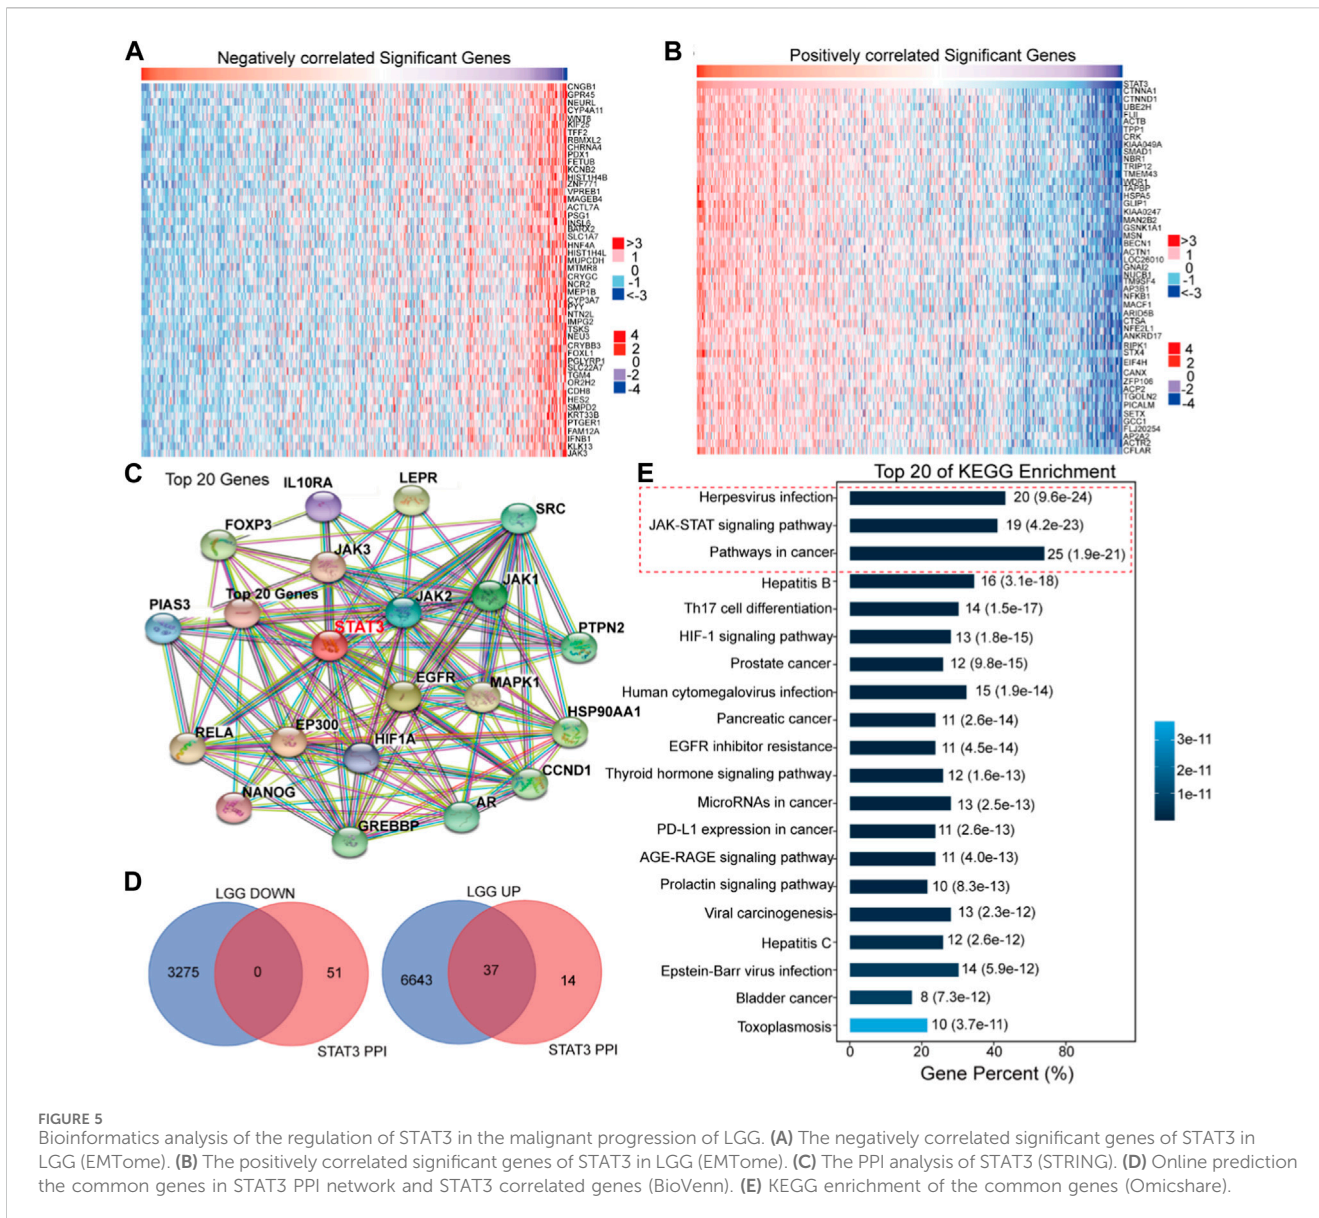 A
Negatively correlated Significant Genes
CNGB1
GPR45
NEURL
CYP4A11
WNT8
KIF25
TFF2
RBMXL2
CHRNA4
PDX1
FETUB
KCNB2
HIST1H4B
ZNF771
VPREB1
MAGEB4
ACTL7A
PSG1
INSL6
BARX2
SLC1A7
HNF4A
HIST1H4L
MUPCDH
MTMR8
CRYGC
NCR2
MEP1B
CYP3A7
PYY
NTN2L
IMPG2
TSKS
NEU3
CRYBB3
FOXL1
PGLYRP1
SLC22A7
TGM4
OR2H2
CDH8
HES2
SMPD2
KRT33B
PTGER1
FAM12A
IFNB1
KLK13
JAK3
>3
1
0
-1
<-3
4
2
0
-2
-4
B
Positively correlated Significant Genes
STAT3
CTNNA1
CTNND1
UBE2H
FUI
ACTB
TPP1
CRK
KIAA049A
SMAD1
NBR1
TRIP12
TMEM43
WDR1
TAPBP
HSPA5
GLIP1
KIAA0247
MAN2B2
GSNK1A1
MSN
BECN1
ACTN1
LOC26010
GNAI2
NUCB1
TM9SF4
AP3B1
NFKB1
MACF1
ARID5B
CTSA
NFE2L1
ANKRD17
RIPK1
STX4
EIF4H
CANX
ZFP106
ACP2
TGOLN2
PICALM
SETX
GCC1
FLJ20254
AP2A2
ACTR2
CFLAR
>3
1
0
-1
<-3
4
2
0
-2
-4
C
Top 20 Genes
IL10RA
LEPR
SRC
FOXP3
JAK3
JAK1
Top 20 Genes
JAK2
PIAS3
STAT3
PTPN2
EGFR
MAPK1
HSP90AA1
RELA
EP300
HIF1A
CCND1
NANOG
AR
GREBBP
D
LGG DOWN
3275
0
51
STAT3 PPI
LGG UP
6643
37
14
STAT3 PPI
E
Top 20 of KEGG Enrichment
Herpesvirus infection 20 (9.6e-24)
JAK-STAT signaling pathway 19 (4.2e-23)
Pathways in cancer 25 (1.9e-21)
Hepatitis B 16 (3.1e-18)
Th17 cell differentiation 14 (1.5e-17)
HIF-1 signaling pathway 13 (1.8e-15)
Prostate cancer 12 (9.8e-15)
Human cytomegalovirus infection 15 (1.9e-14)
Pancreatic cancer 11 (2.6e-14)
EGFR inhibitor resistance 11 (4.5e-14)
Thyroid hormone signaling pathway 12 (1.6e-13)
MicroRNAs in cancer 13 (2.5e-13)
PD-L1 expression in cancer 11 (2.6e-13)
AGE-RAGE signaling pathway 11 (4.0e-13)
Prolactin signaling pathway 10 (8.3e-13)
Viral carcinogenesis 13 (2.3e-12)
Hepatitis C 12 (2.6e-12)
Epstein-Barr virus infection 14 (5.9e-12)
Bladder cancer 8 (7.3e-12)
Toxoplasmosis 10 (3.7e-11)
0 20 40 80
Gene Percent (%)
3e-11
2e-11
1e-11
FIGURE 5
Bioinformatics analysis of the regulation of STAT3 in the malignant progression of LGG. (A) The negatively correlated significant genes of STAT3 in
LGG (EMTome). (B) The positively correlated significant genes of STAT3 in LGG (EMTome). (C) The PPI analysis of STAT3 (STRING). (D) Online prediction
the common genes in STAT3 PPI network and STAT3 correlated genes (BioVenn). (E) KEGG enrichment of the common genes (Omicshare).